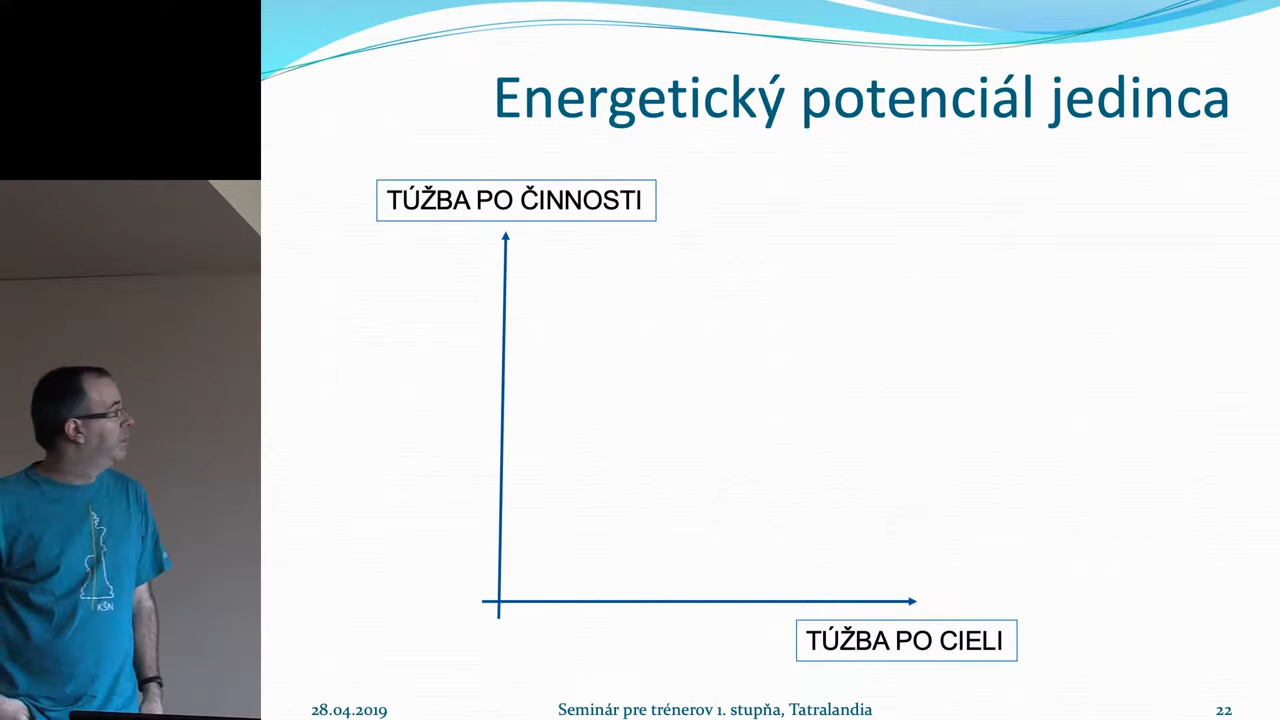 Energetický potenciál jedinca
TÚŽBA PO ČINNOSTI
KŠN
TÚŽBA PO CIELI
28.04.2019
Seminár pre trénerov 1. stupňa, Tatralandia
22